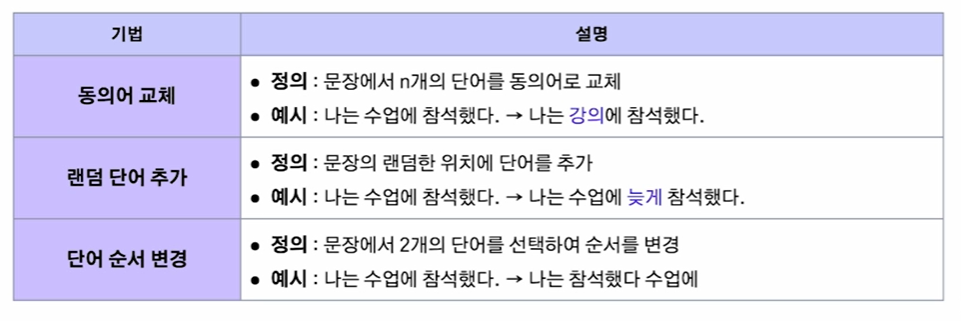 기법 설명
동의어 교체
● 정의 : 문장에서 n개의 단어를 동의어로 교체
● 예시 : 나는 수업에 참석했다. → 나는 강의에 참석했다.
랜덤 단어 추가
● 정의 : 문장의 랜덤한 위치에 단어를 추가
● 예시 : 나는 수업에 참석했다. → 나는 수업에 늦게 참석했다.
단어 순서 변경
● 정의 : 문장에서 2개의 단어를 선택하여 순서를 변경
● 예시 : 나는 수업에 참석했다. → 나는 참석했다 수업에